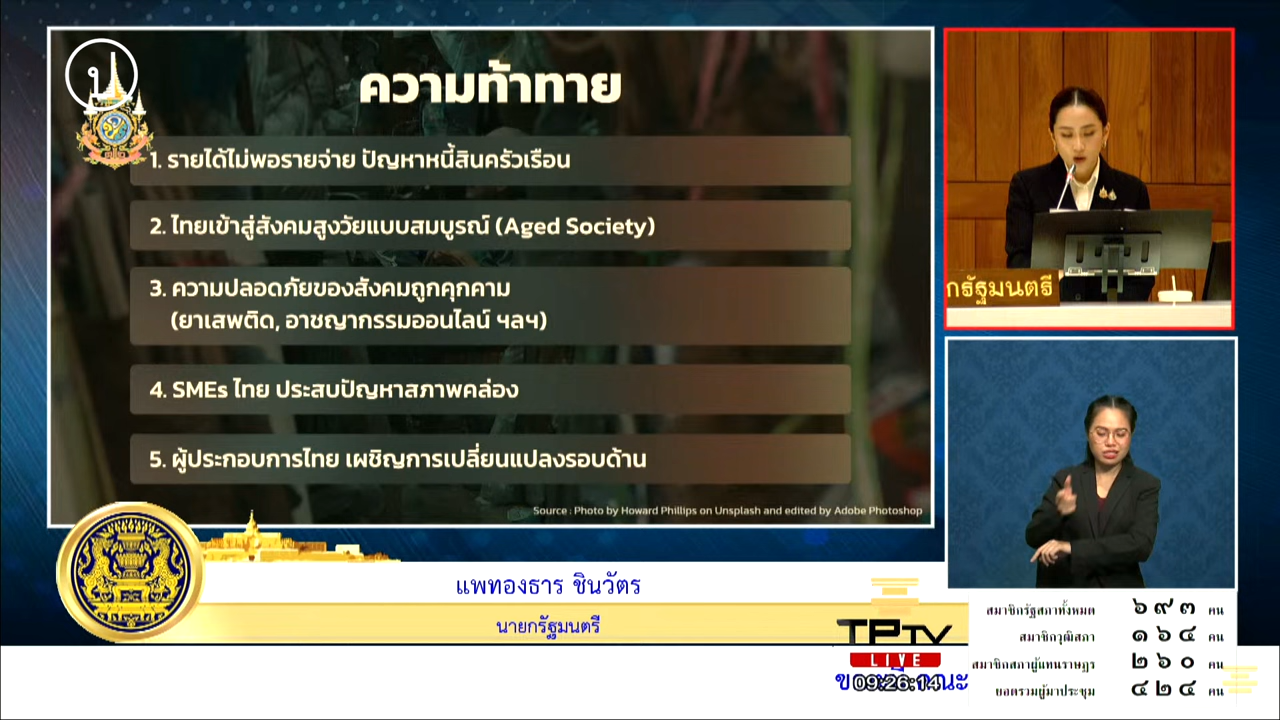 ป
ความท้าทาย
1. รายได้ไม่พอรายจ่าย ปัญหาหนี้สินครัวเรือน
2. ไทยเข้าสู่สังคมสูงวัยแบบสมบูรณ์ (Aged Society)
3. ความปลอดภัยของสังคมถูกคุกคาม
(ยาเสพติด, อาชญากรรมออนไลน์ ฯลฯ)
4. SMEs ไทย ประสบปัญหาสภาพคล่อง
5. ผู้ประกอบการไทย เผชิญการเปลี่ยนแปลงรอบด้าน
Source : Photo by Howard Phillips on Unsplash and edited by Adobe Photoshop
กรัฐมนตรี
แพทองธาร ชินวัตร
นายกรัฐมนตรี
TPTV
LIVE
09:26:14
สมาชิกรัฐสภาทั้งหมด ๖๙๓ คน
สมาชิกวุฒิสภา ๑๖๔ คน
สมาชิกสภาผู้แทนราษฎร ๒๖๐ คน
ยอดรวมผู้มาประชุม ๔๒๔ คน